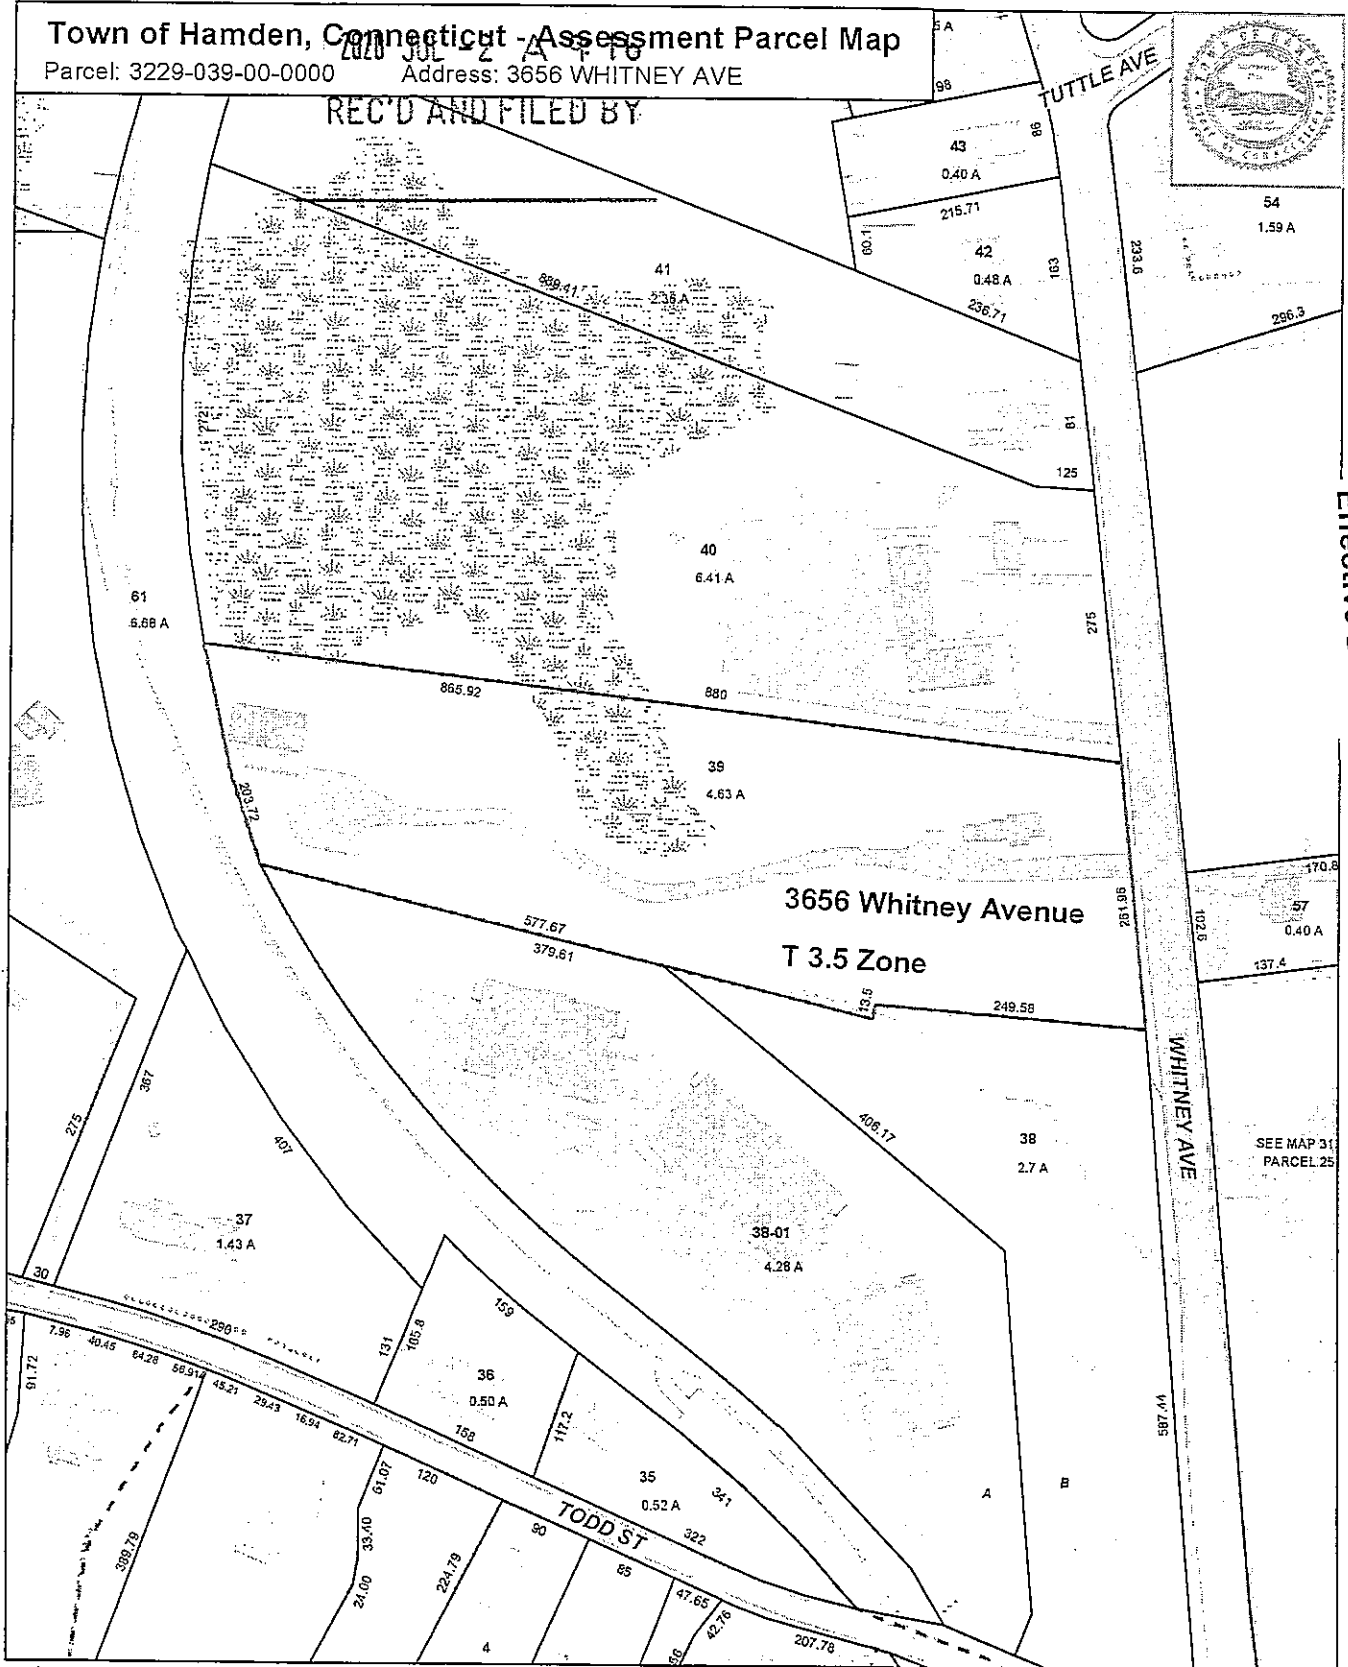 Town of Hamden, Connecticut - Assessment Parcel Map
Parcel: 3229-039-00-0000 Address: 3656 WHITNEY AVE
2020 JUL -2 A
REC'D AND FILED BY
5 A
98
TUTTLE AVE
86
43
0.40 A
215.71
54
1.59 A
60.1
42
0.48 A
163
233.6
236.71
296.3
41
839.41
81
125
272
40
6.41 A
275
61
6.68 A
865.92
880
39
4.63 A
203.72
3656 Whitney Avenue
T 3.5 Zone
261.96
170.8
57
0.40 A
102.6
137.4
577.67
379.61
13.5
249.58
WHITNEY AVE
SEE MAP 31
PARCEL 25
367
275
407
406.17
38
2.7 A
37
1.43 A
38-01
4.28 A
30
290
159
131
165.8
7.96
40.45
64.28
56.91
45.21
29.43
16.94
82.71
91.72
36
0.50 A
158
117.2
587.44
61.07
120
35
0.52 A
341
322
A
B
TODD ST
90
85
389.79
33.40
24.00
224.79
47.65
42.76
207.78
4